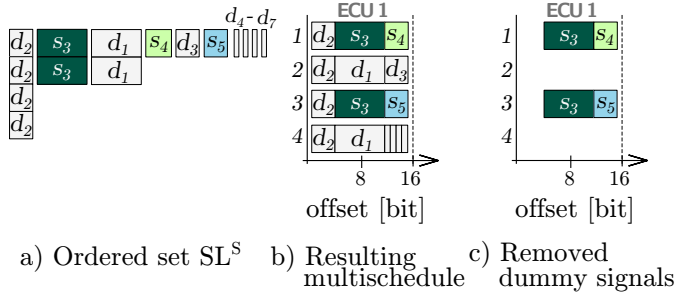 d4-d7
d2 s3 d1 s4 d3 s5
d2 s3 d1
d2
d2
a) Ordered set SL^S
ECU 1
1 d2 s3 s4
2 d2 d1 d3
3 d2 s3 s5
4 d2 d1
8 16
offset [bit]
b) Resulting
multischedule
ECU 1
1 s3 s4
2
3 s3 s5
4
8 16
offset [bit]
c) Removed
dummy signals